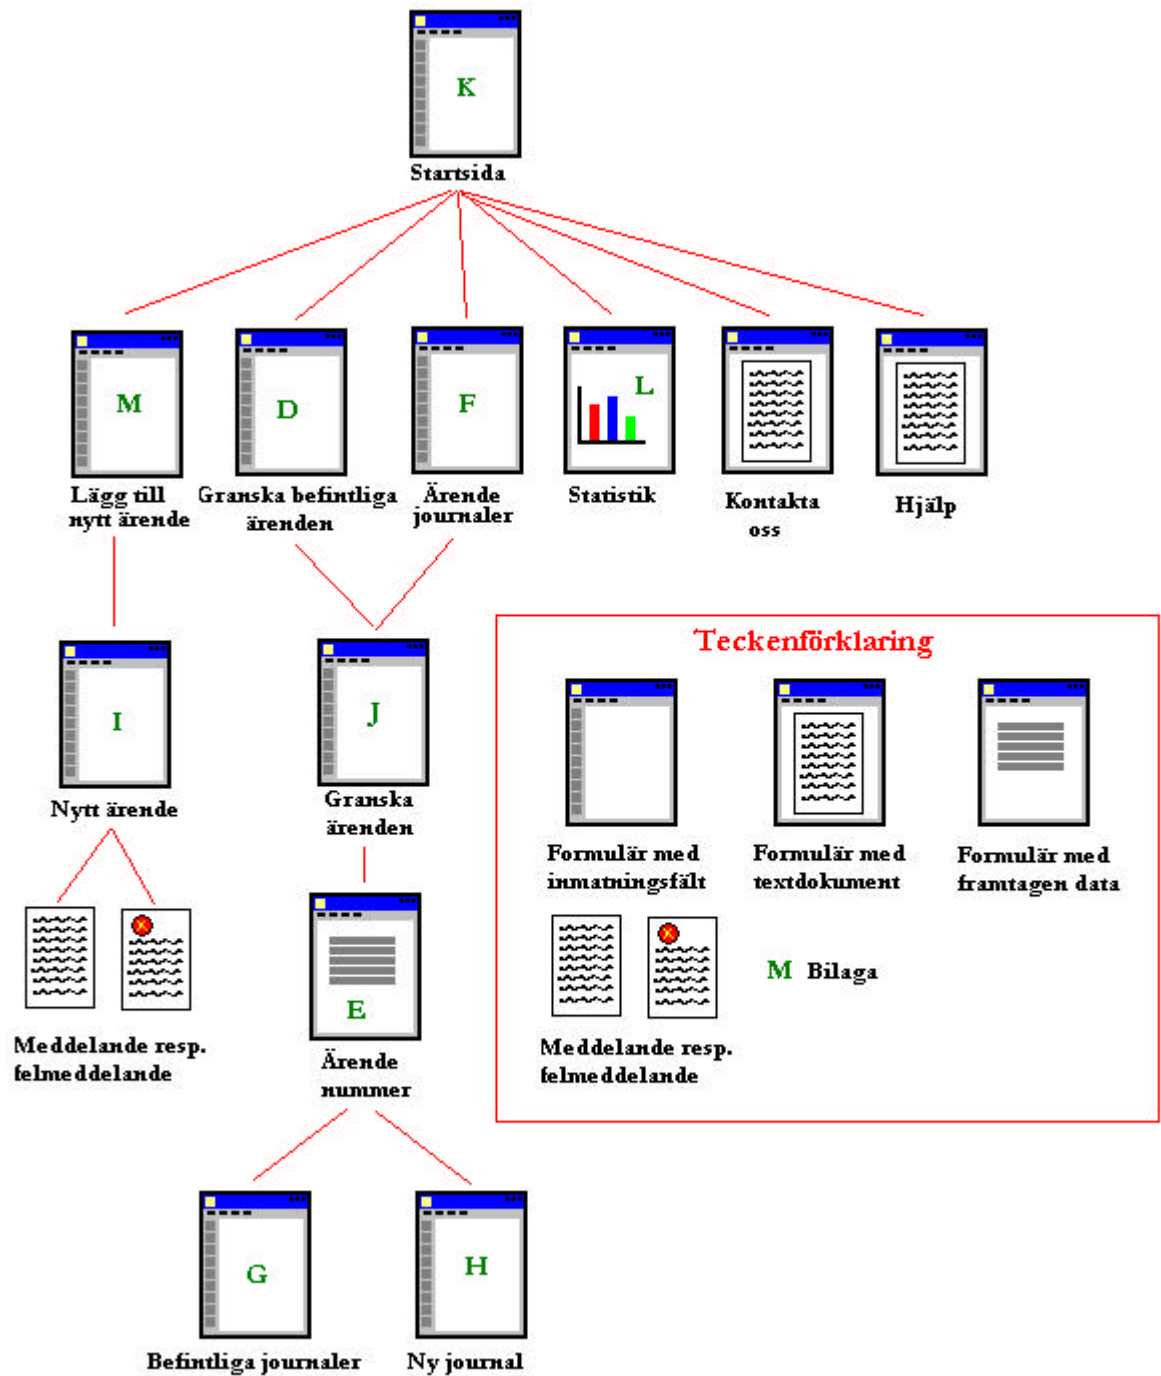 K
Startsida
M
D
F
L
Lägg till
nytt ärende
Granska befintliga
ärenden
Ärende
journaler
Statistik
Kontakta
oss
Hjälp
I
Nytt ärende
J
Granska
ärenden
Teckenförklaring
Formulär med
inmatningsfält
Formulär med
textdokument
Formulär med
framtagen data
M Bilaga
Meddelande resp.
felmeddelande
Meddelande resp.
felmeddelande
E
Ärende
nummer
G
H
Befintliga journaler
Ny journal